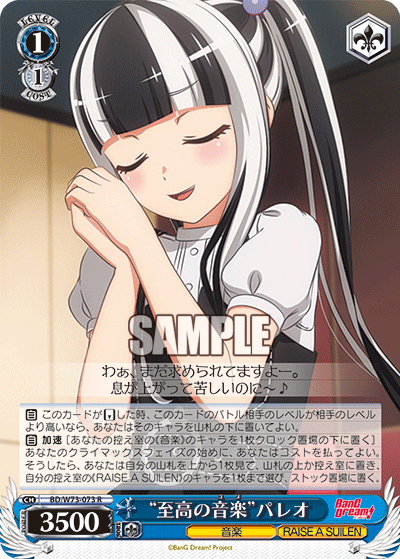 LEVEL
1
1
COST
SAMPLE
わぁ、まだ求められてますよー。
息が上がって苦しいのに～♪
自 このカードが【】した時、このカードのバトル相手のレベルが相手のレベル
より高いなら、あなたはそのキャラを山札の下に置いてよい。
自 加速 [あなたの控え室の《音楽》のキャラを1枚クロック置場の下に置く]
あなたのクライマックスフェイズの始めに、あなたはコストを払ってよい。
そうしたら、あなたは自分の山札を上から1枚見て、山札の上か控え室に置き、
自分の控え室の《RAISE A SUILEN》のキャラを1枚まで選び、ストック置場に置く。
CH BD/W73-073 R
3500
“至高の音楽”パレオ
BanG Dream!
音楽
RAISE A SUILEN
©BanG Dream! Project